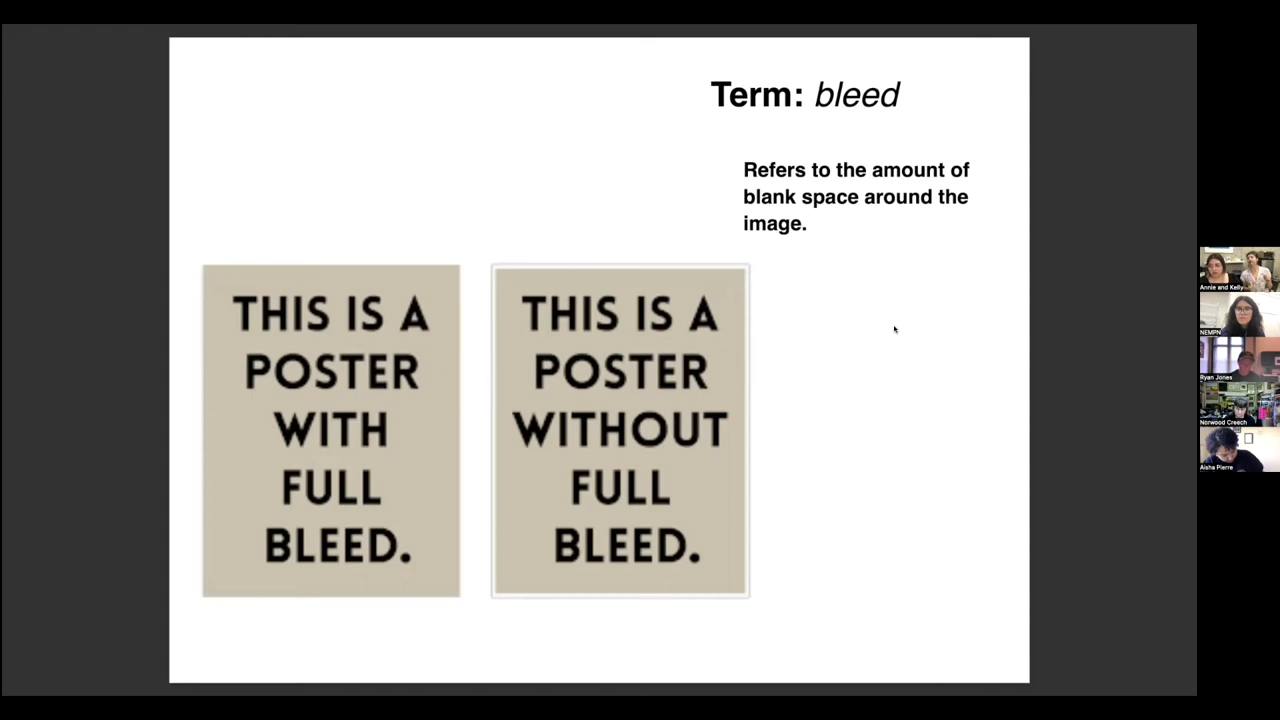 Term: bleed
Refers to the amount of
blank space around the
image.
THIS IS A
POSTER
WITH
FULL
BLEED.
THIS IS A
POSTER
WITHOUT
FULL
BLEED.
Annie and Kelly
NEMPN
Ryan Jones
Norwood Creech
Aisha Pierre